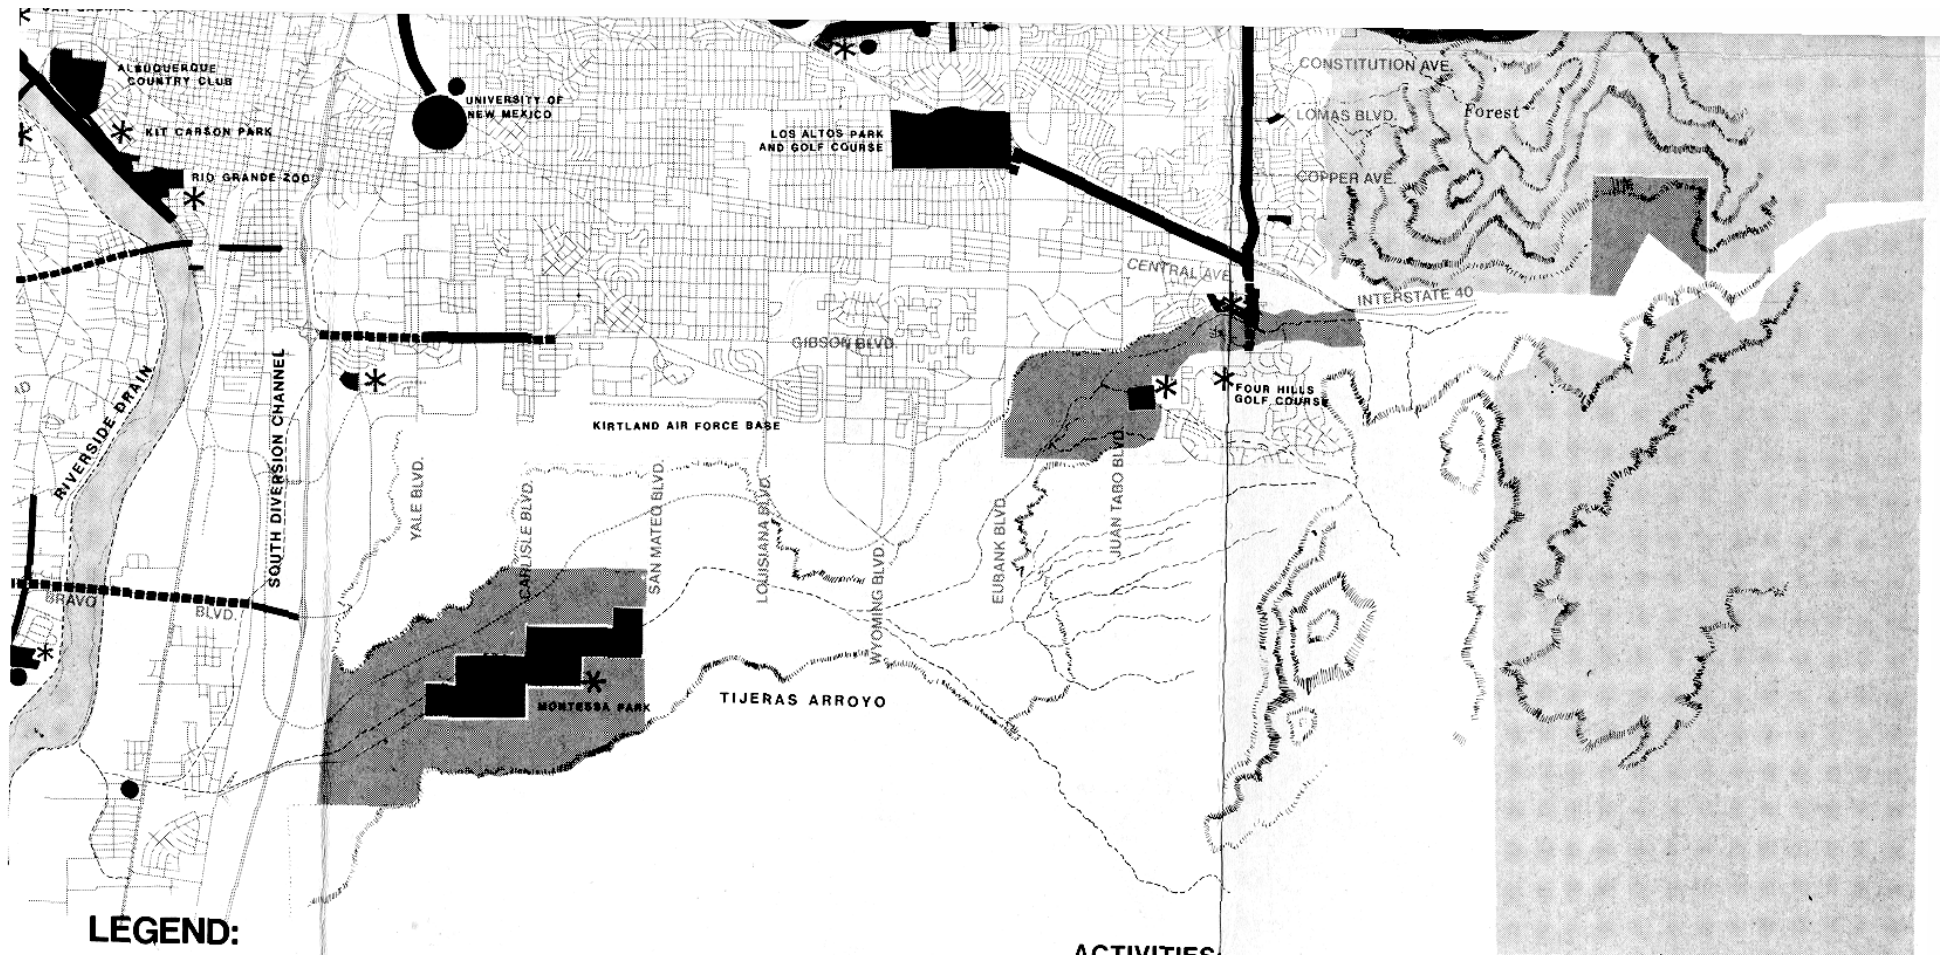 ALBUQUERQUE
COUNTRY CLUB
KIT CARSON PARK
RIO GRANDE ZOO
UNIVERSITY OF
NEW MEXICO
LOS ALTOS PARK
AND GOLF COURSE
CONSTITUTION AVE.
Forest
LOMAS BLVD.
COPPER AVE.
CENTRAL AVE
INTERSTATE 40
GIBSON BLVD.
FOUR HILLS
GOLF COURSE
KIRTLAND AIR FORCE BASE
RIVERSIDE DRAIN
SOUTH DIVERSION CHANNEL
YALE BLVD.
CARLISLE BLVD.
SAN MATEO BLVD.
LOUISIANA BLVD.
WYOMING BLVD.
EUBANK BLVD.
JUAN TABO BLVD.
BRAVO
BLVD.
MONTESSA PARK
TIJERAS ARROYO
LEGEND:
ACTIVITIES